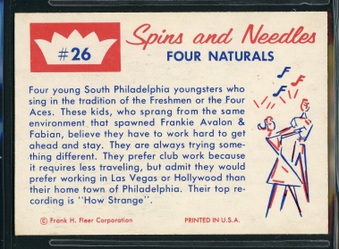 #26
Spins and Needles
FOUR NATURALS
Four young South Philadelphia youngsters who
sing in the tradition of the Freshmen or the Four
Aces. These kids, who sprang from the same
environment that spawned Frankie Avalon &
Fabian, believe they have to work hard to get
ahead and stay. They are always trying some-
thing different. They prefer club work because
it requires less traveling, but admit they would
prefer working in Las Vegas or Hollywood than
their home town of Philadelphia. Their top re-
cording is "How Strange".
© Frank H. Fleer Corporation
PRINTED IN U.S.A.